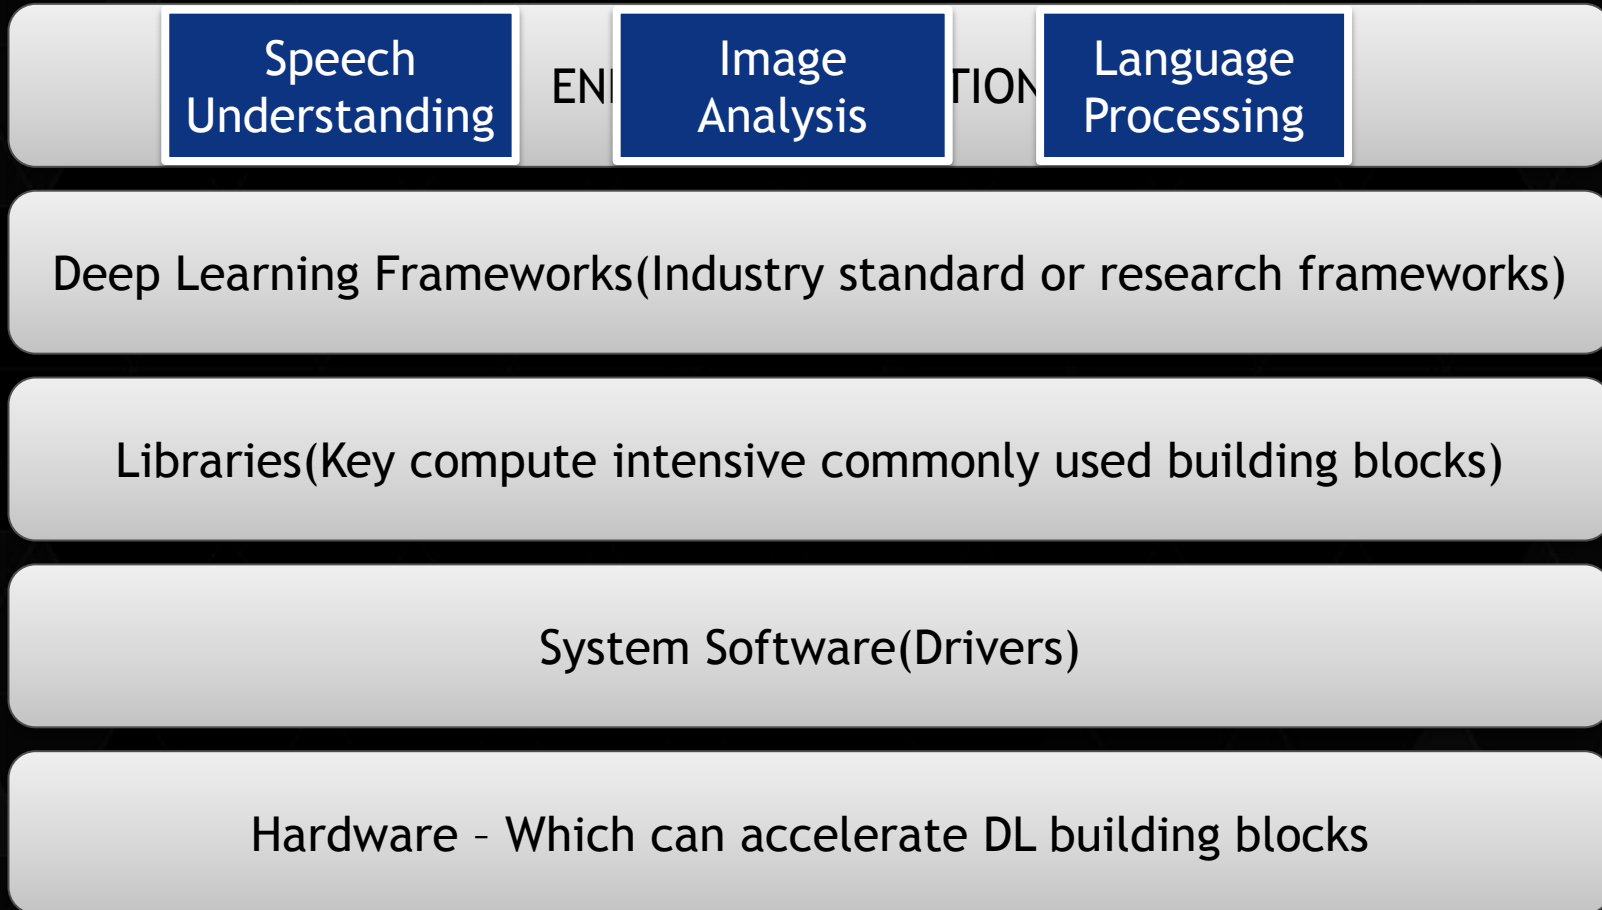 Speech
Understanding
Image
Analysis
Language
Processing
Deep Learning Frameworks(Industry standard or research frameworks)
Libraries(Key compute intensive commonly used building blocks)
System Software(Drivers)
Hardware – Which can accelerate DL building blocks